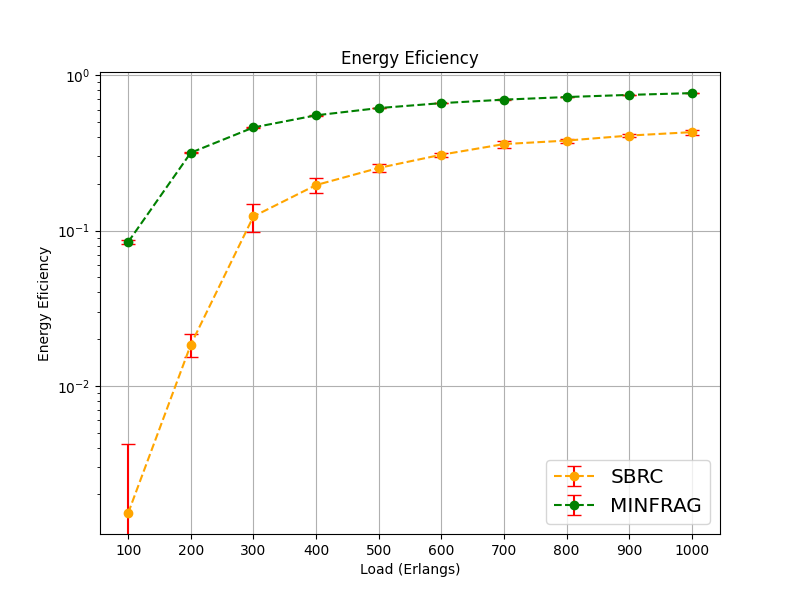 Energy Eficiency
Energy Eficiency
10⁰
10⁻¹
10⁻²
SBRC
MINFRAG
100 200 300 400 500 600 700 800 900 1000
Load (Erlangs)